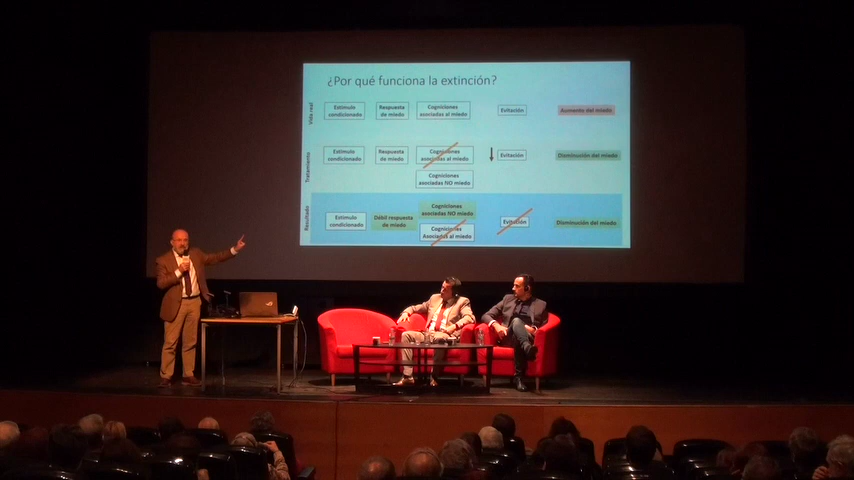 ¿Por qué funciona la extinción?
Vida real
Estímulo
condicionado
Respuesta
de miedo
Cogniciones
asociadas al miedo
Evitación
Aumento del miedo
Tratamiento
Estímulo
condicionado
Respuesta
de miedo
Cogniciones
asociadas al miedo
Cogniciones
asociadas NO miedo
Evitación
Disminución del miedo
Resultado
Estímulo
condicionado
Débil respuesta
de miedo
Cogniciones
asociadas NO miedo
Cogniciones
Asociadas al miedo
Evitación
Disminución del miedo